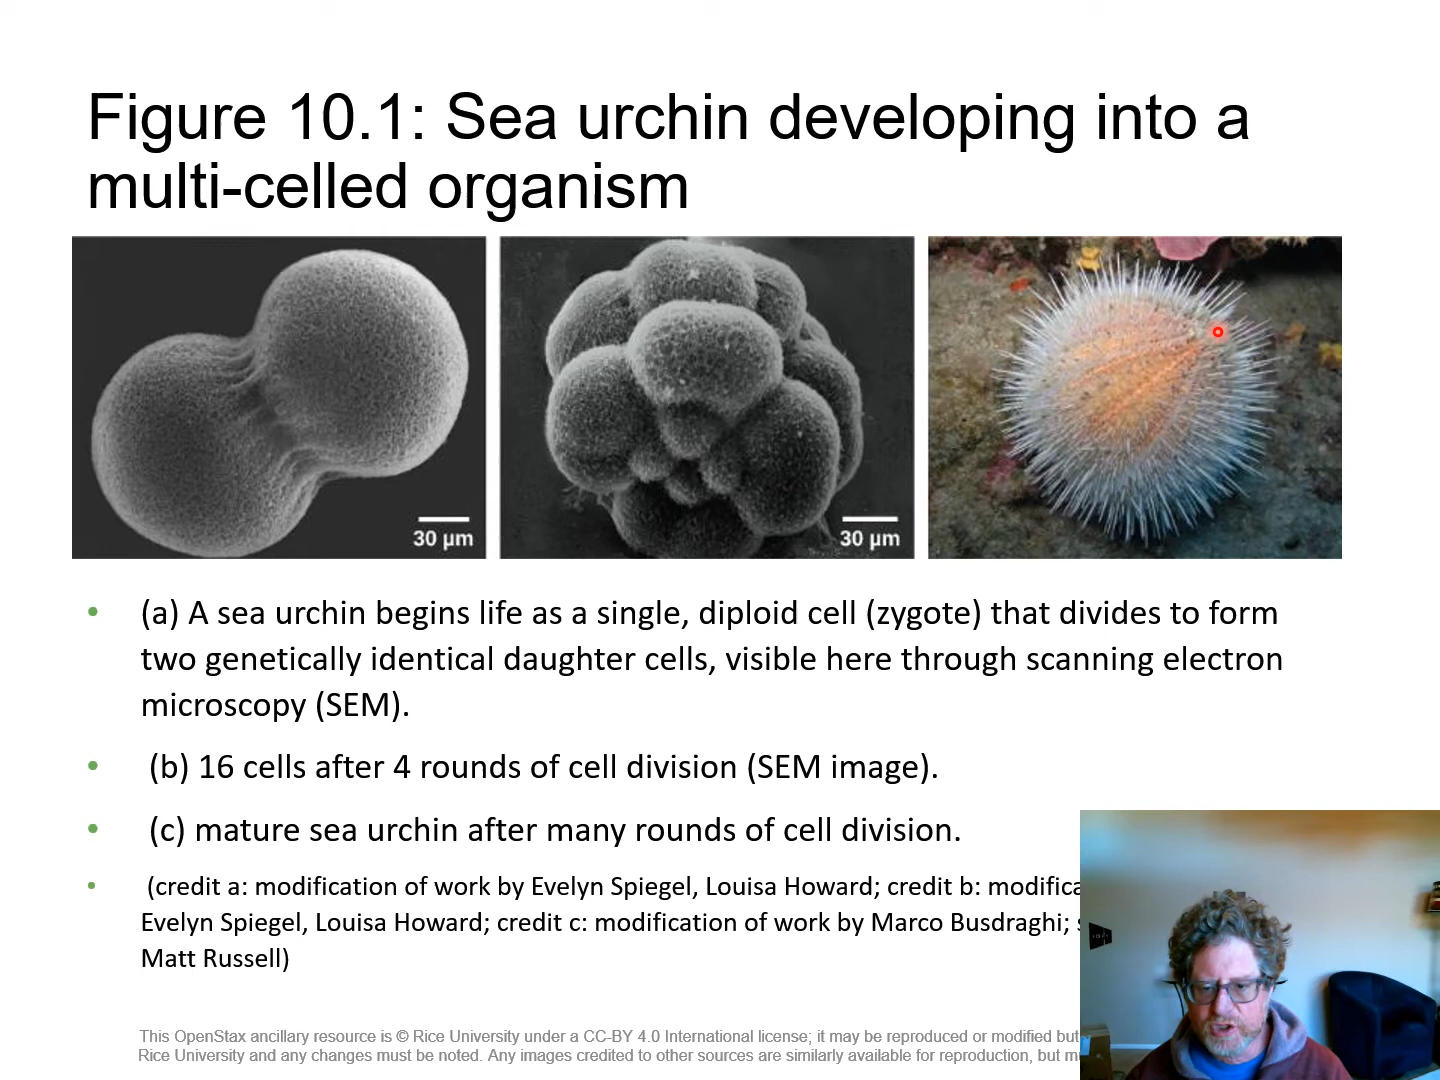 Figure 10.1: Sea urchin developing into a
multi-celled organism
30 µm
30 µm
• (a) A sea urchin begins life as a single, diploid cell (zygote) that divides to form
two genetically identical daughter cells, visible here through scanning electron
microscopy (SEM).
• (b) 16 cells after 4 rounds of cell division (SEM image).
• (c) mature sea urchin after many rounds of cell division.
• (credit a: modification of work by Evelyn Spiegel, Louisa Howard; credit b: modifica
Evelyn Spiegel, Louisa Howard; credit c: modification of work by Marco Busdraghi;
Matt Russell)
This OpenStax ancillary resource is © Rice University under a CC-BY 4.0 International license; it may be reproduced or modified but
Rice University and any changes must be noted. Any images credited to other sources are similarly available for reproduction, but